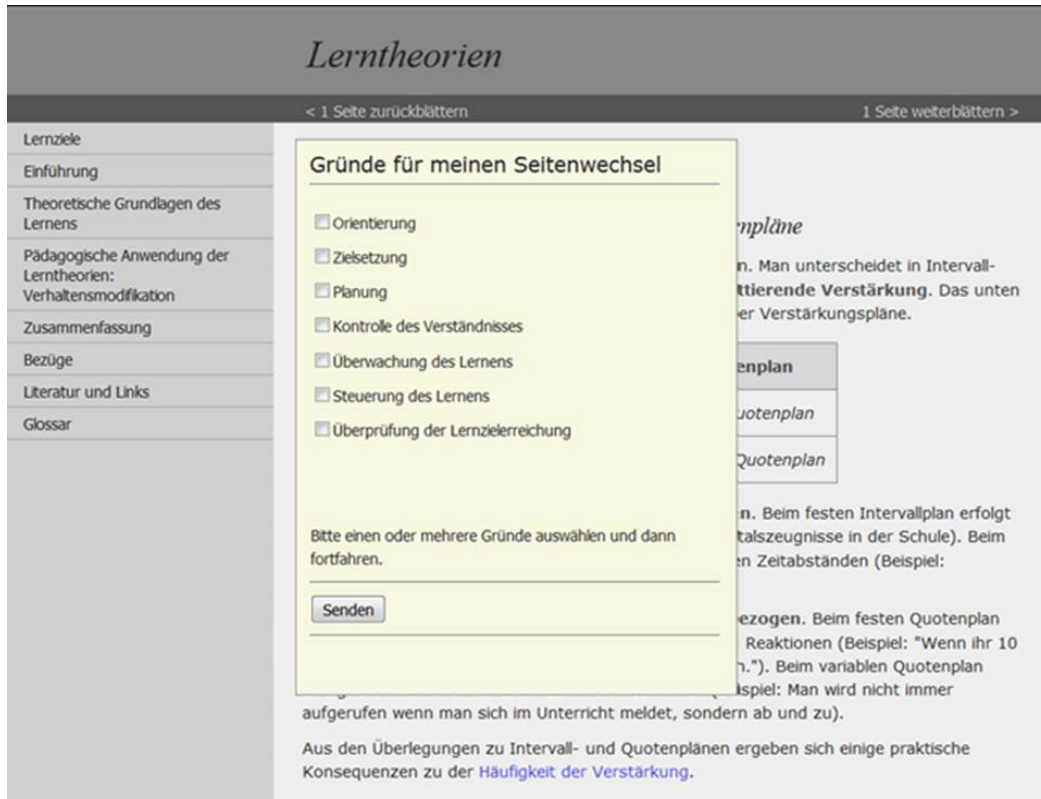 Lerntheorien
< 1 Seite zurückblättern
1 Seite weiterblättern >
Lernziele
Einführung
Theoretische Grundlagen des
Lernens
Pädagogische Anwendung der
Lerntheorien:
Verhaltensmodifikation
Zusammenfassung
Bezüge
Literatur und Links
Glossar
Gründe für meinen Seitenwechsel
Orientierung
Zielsetzung
Planung
Kontrolle des Verständnisses
Überwachung des Lernens
Steuerung des Lernens
Überprüfung der Lernzielerreichung
Bitte einen oder mehrere Gründe auswählen und dann
fortfahren.
Senden
rnpläne
n. Man unterscheidet in Intervall-
ttierende Verstärkung. Das unten
er Verstärkungspläne.
enplan
uotenplan
Quotenplan
n. Beim festen Intervallplan erfolgt
talszeugnisse in der Schule). Beim
en Zeitabständen (Beispiel:
ezogen. Beim festen Quotenplan
Reaktionen (Beispiel: "Wenn ihr 10
n."). Beim variablen Quotenplan
ispiel: Man wird nicht immer
aufgerufen wenn man sich im Unterricht meldet, sondern ab und zu).
Aus den Überlegungen zu Intervall- und Quotenplänen ergeben sich einige praktische
Konsequenzen zu der Häufigkeit der Verstärkung.